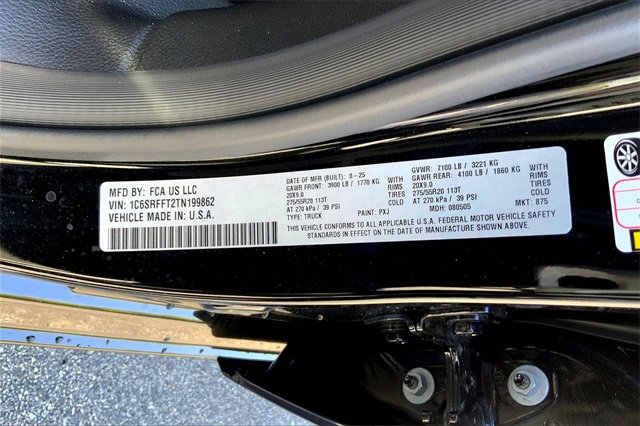 MFD BY: FCA US LLC
VIN: 1C6SRFFT2TN199862
VEHICLE MADE IN: U.S.A.
DATE OF MFR (BUILT): 8-25 GVWR: 7100 LB / 3221 KG
GAWR FRONT: 3900 LB / 1770 KG WITH GAWR REAR: 4100 LB / 1860 KG WITH
20X9.0 RIMS 20X9.0 RIMS
275/55R20 113T TIRES 275/55R20 113T TIRES
AT 270 kPa / 39 PSI COLD AT 270 kPa / 39 PSI COLD
TYPE: TRUCK PAINT: PXJ MDH: 080505 MKT: 875
THIS VEHICLE CONFORMS TO ALL APPLICABLE U.S.A. FEDERAL MOTOR VEHICLE SAFETY
STANDARDS IN EFFECT ON THE DATE OF MANUFACTURE SHOWN ABOVE.